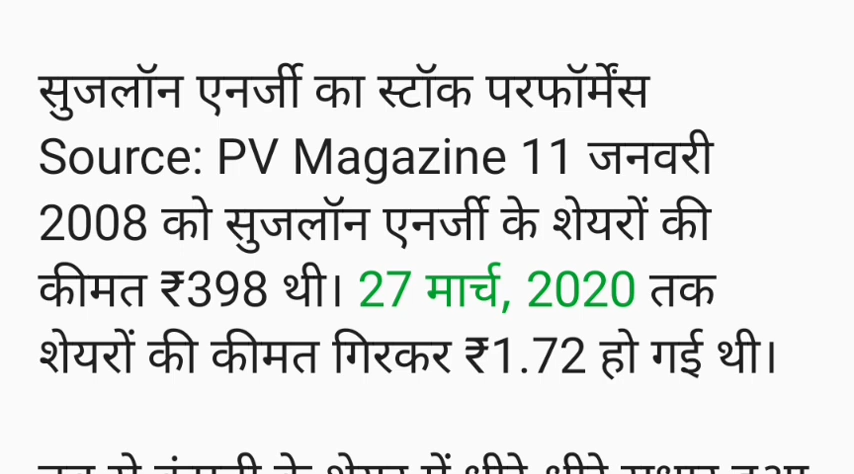 सुजलॉन एनर्जी का स्टॉक परफॉर्मेंस
Source: PV Magazine 11 जनवरी
2008 को सुजलॉन एनर्जी के शेयरों की
कीमत ₹398 थी। 27 मार्च, 2020 तक
शेयरों की कीमत गिरकर ₹1.72 हो गई थी।